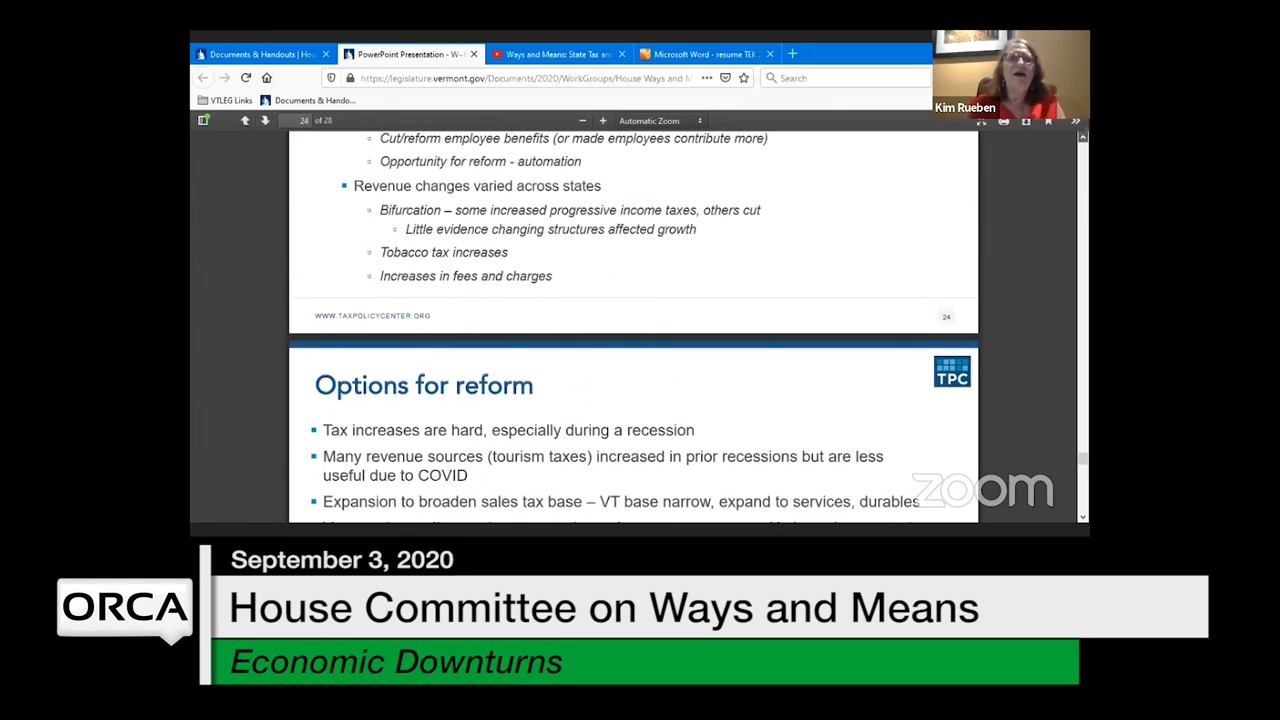 Documents & Handouts | Hou
PowerPoint Presentation - W-
Ways and Means: State Tax an
Microsoft Word - resume TEK
https://legislature.vermont.gov/Documents/2020/WorkGroups/House Ways and M
Search
VTLEG Links
Documents & Hando...
24 of 28
Automatic Zoom
Kim Rueben
Cut/reform employee benefits (or made employees contribute more)
Opportunity for reform - automation
Revenue changes varied across states
Bifurcation – some increased progressive income taxes, others cut
Little evidence changing structures affected growth
Tobacco tax increases
Increases in fees and charges
WWW.TAXPOLICYCENTER.ORG
24
TPC
Options for reform
Tax increases are hard, especially during a recession
Many revenue sources (tourism taxes) increased in prior recessions but are less
useful due to COVID
Expansion to broaden sales tax base – VT base narrow, expand to services, durables
zoom
September 3, 2020
ORCA
House Committee on Ways and Means
Economic Downturns